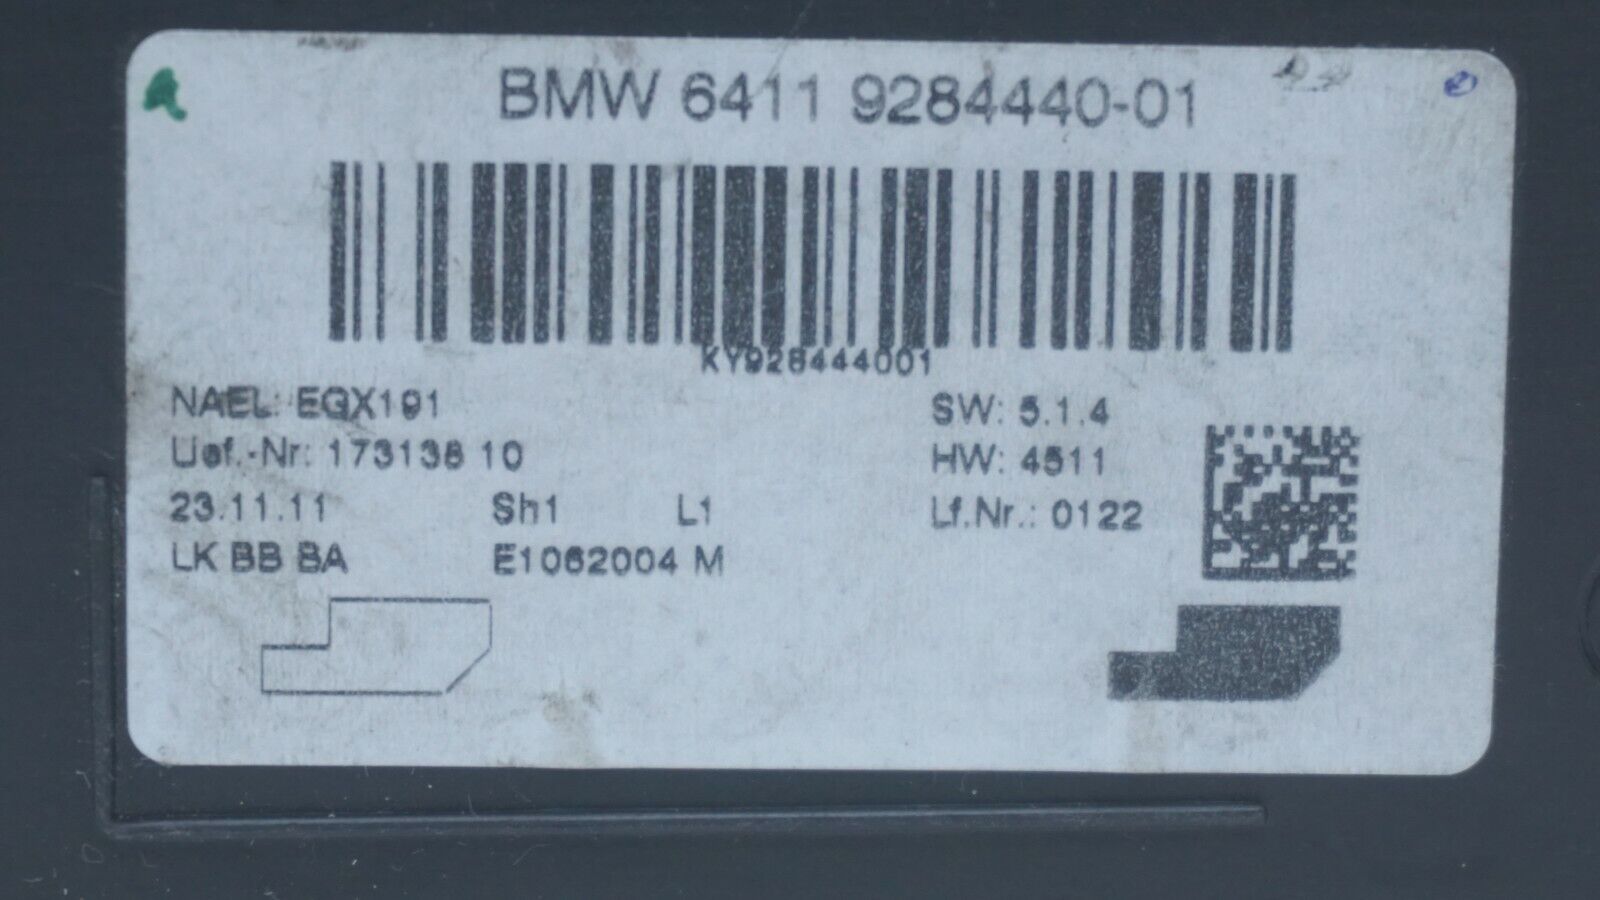 BMW 6411 9284440-01
KY928444001
NAEL: EGX191
SW: 5.1.4
Lief.-Nr: 173138 10
HW: 4511
23.11.11 Sh1 L1
Lf.Nr.: 0122
LK BB BA E1062004 M